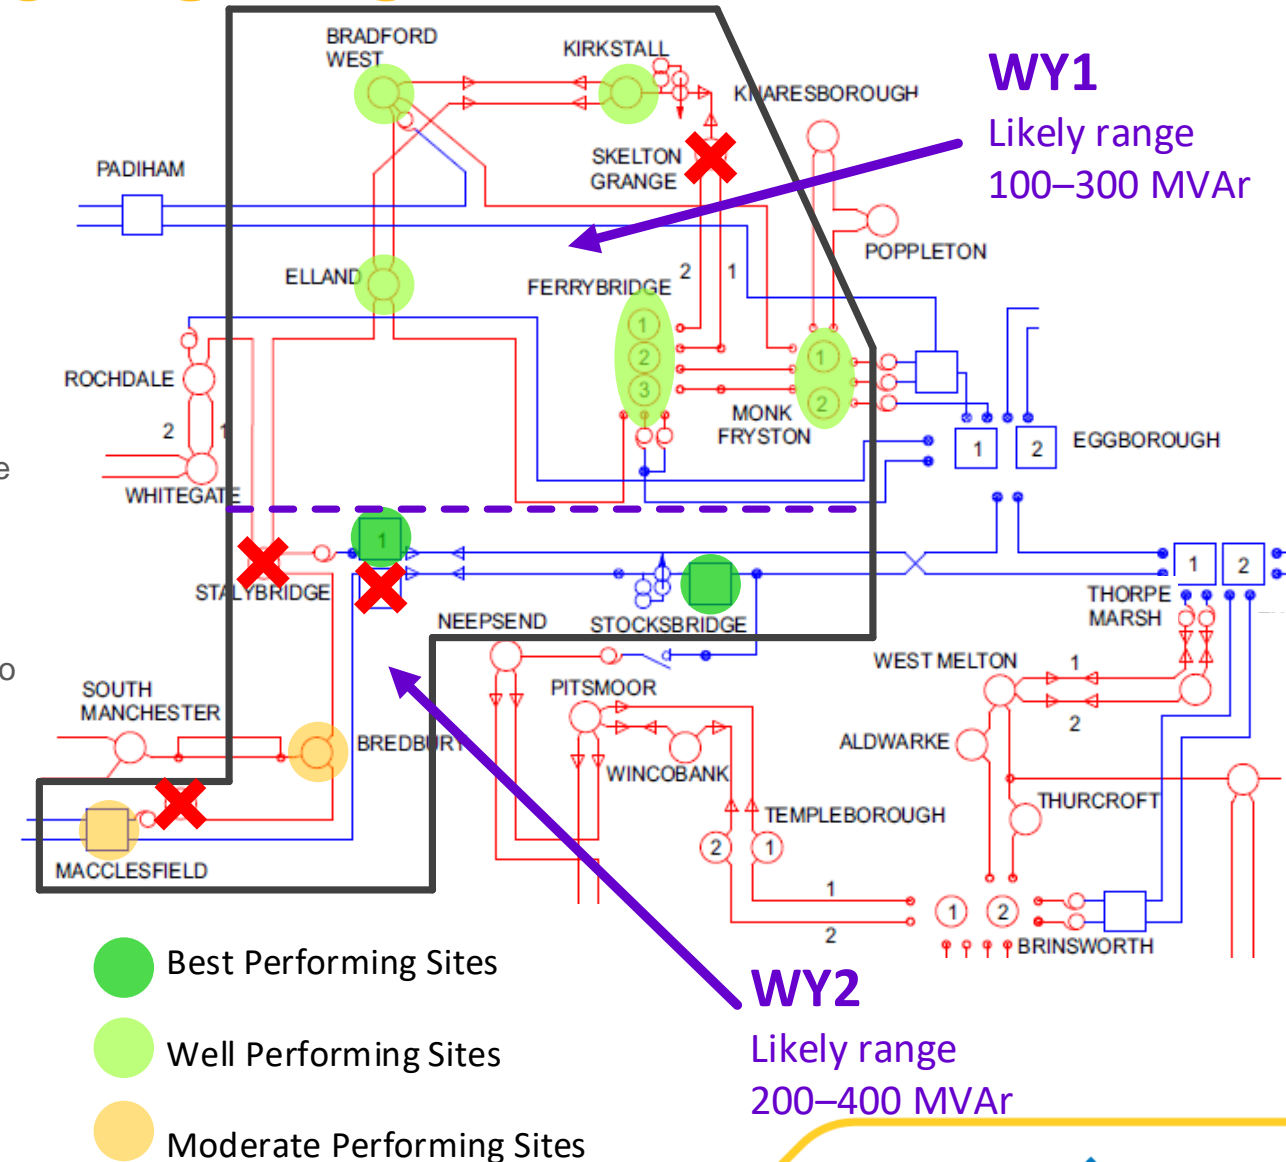 BRADFORD
WEST
KIRKSTALL
WY1
Likely range
100–300 MVAr
KNARESBOROUGH
SKELTON
GRANGE
PADIHAM
POPPLETON
ELLAND
2
1
FERRYBRIDGE
1
2
3
1
2
ROCHDALE
2
1
MONK
FRYSTON
1
2
EGGBOROUGH
e
WHITEGATE
1
STALYBRIDGE
1
2
THORPE
MARSH
NEEPSEND
STOCKSBRIDGE
o
WEST MELTON
1
2
PITSMOOR
SOUTH
MANCHESTER
BREDBURY
ALDWARKE
WINCOBANK
THURCROFT
TEMPLEBOROUGH
2
1
MACCLESFIELD
1
2
1
2
BRINSWORTH
Best Performing Sites
Well Performing Sites
Moderate Performing Sites
WY2
Likely range
200–400 MVAr